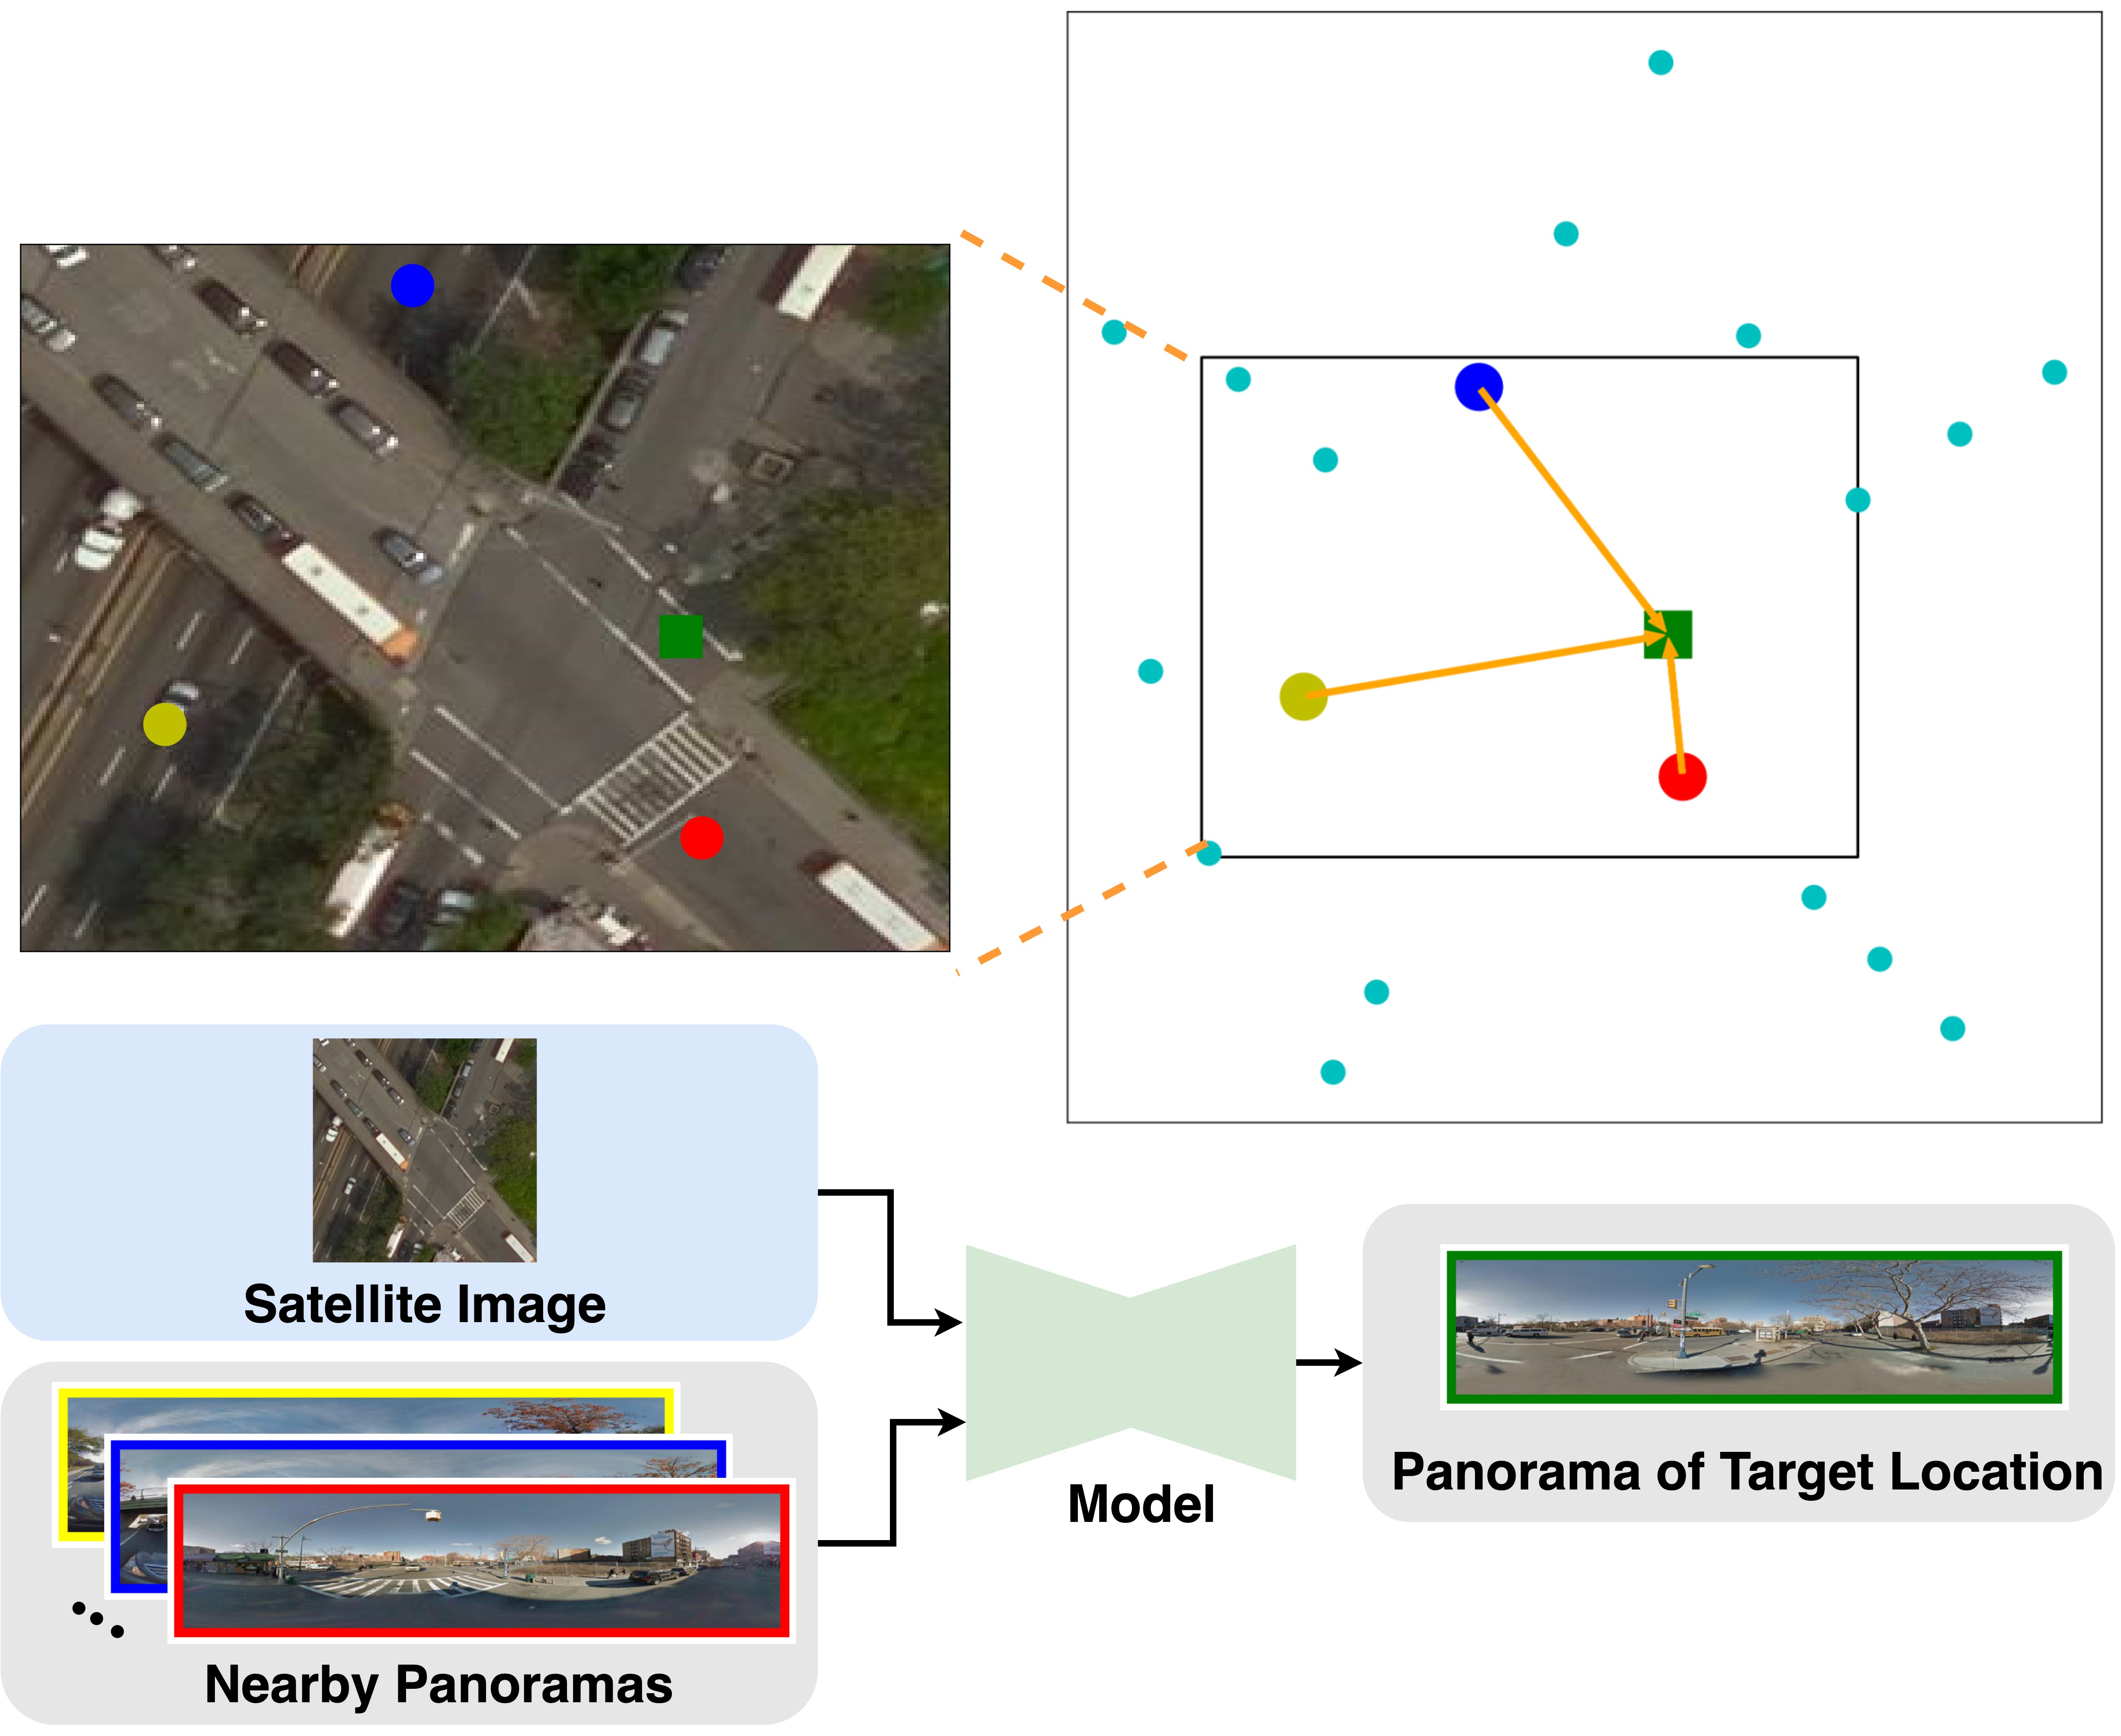 Satellite Image
Nearby Panoramas
Model
Panorama of Target Location